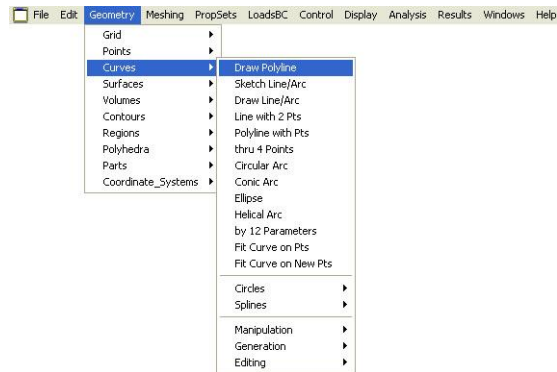 File Edit Geometry Meshing PropSets LoadsBC Control Display Analysis Results Windows Help
Grid
Points
Curves
Surfaces
Volumes
Contours
Regions
Polyhedra
Parts
Coordinate_Systems
Draw Polyline
Sketch Line/Arc
Draw Line/Arc
Line with 2 Pts
Polyline with Pts
thru 4 Points
Circular Arc
Conic Arc
Ellipse
Helical Arc
by 12 Parameters
Fit Curve on Pts
Fit Curve on New Pts
Circles
Splines
Manipulation
Generation
Editing